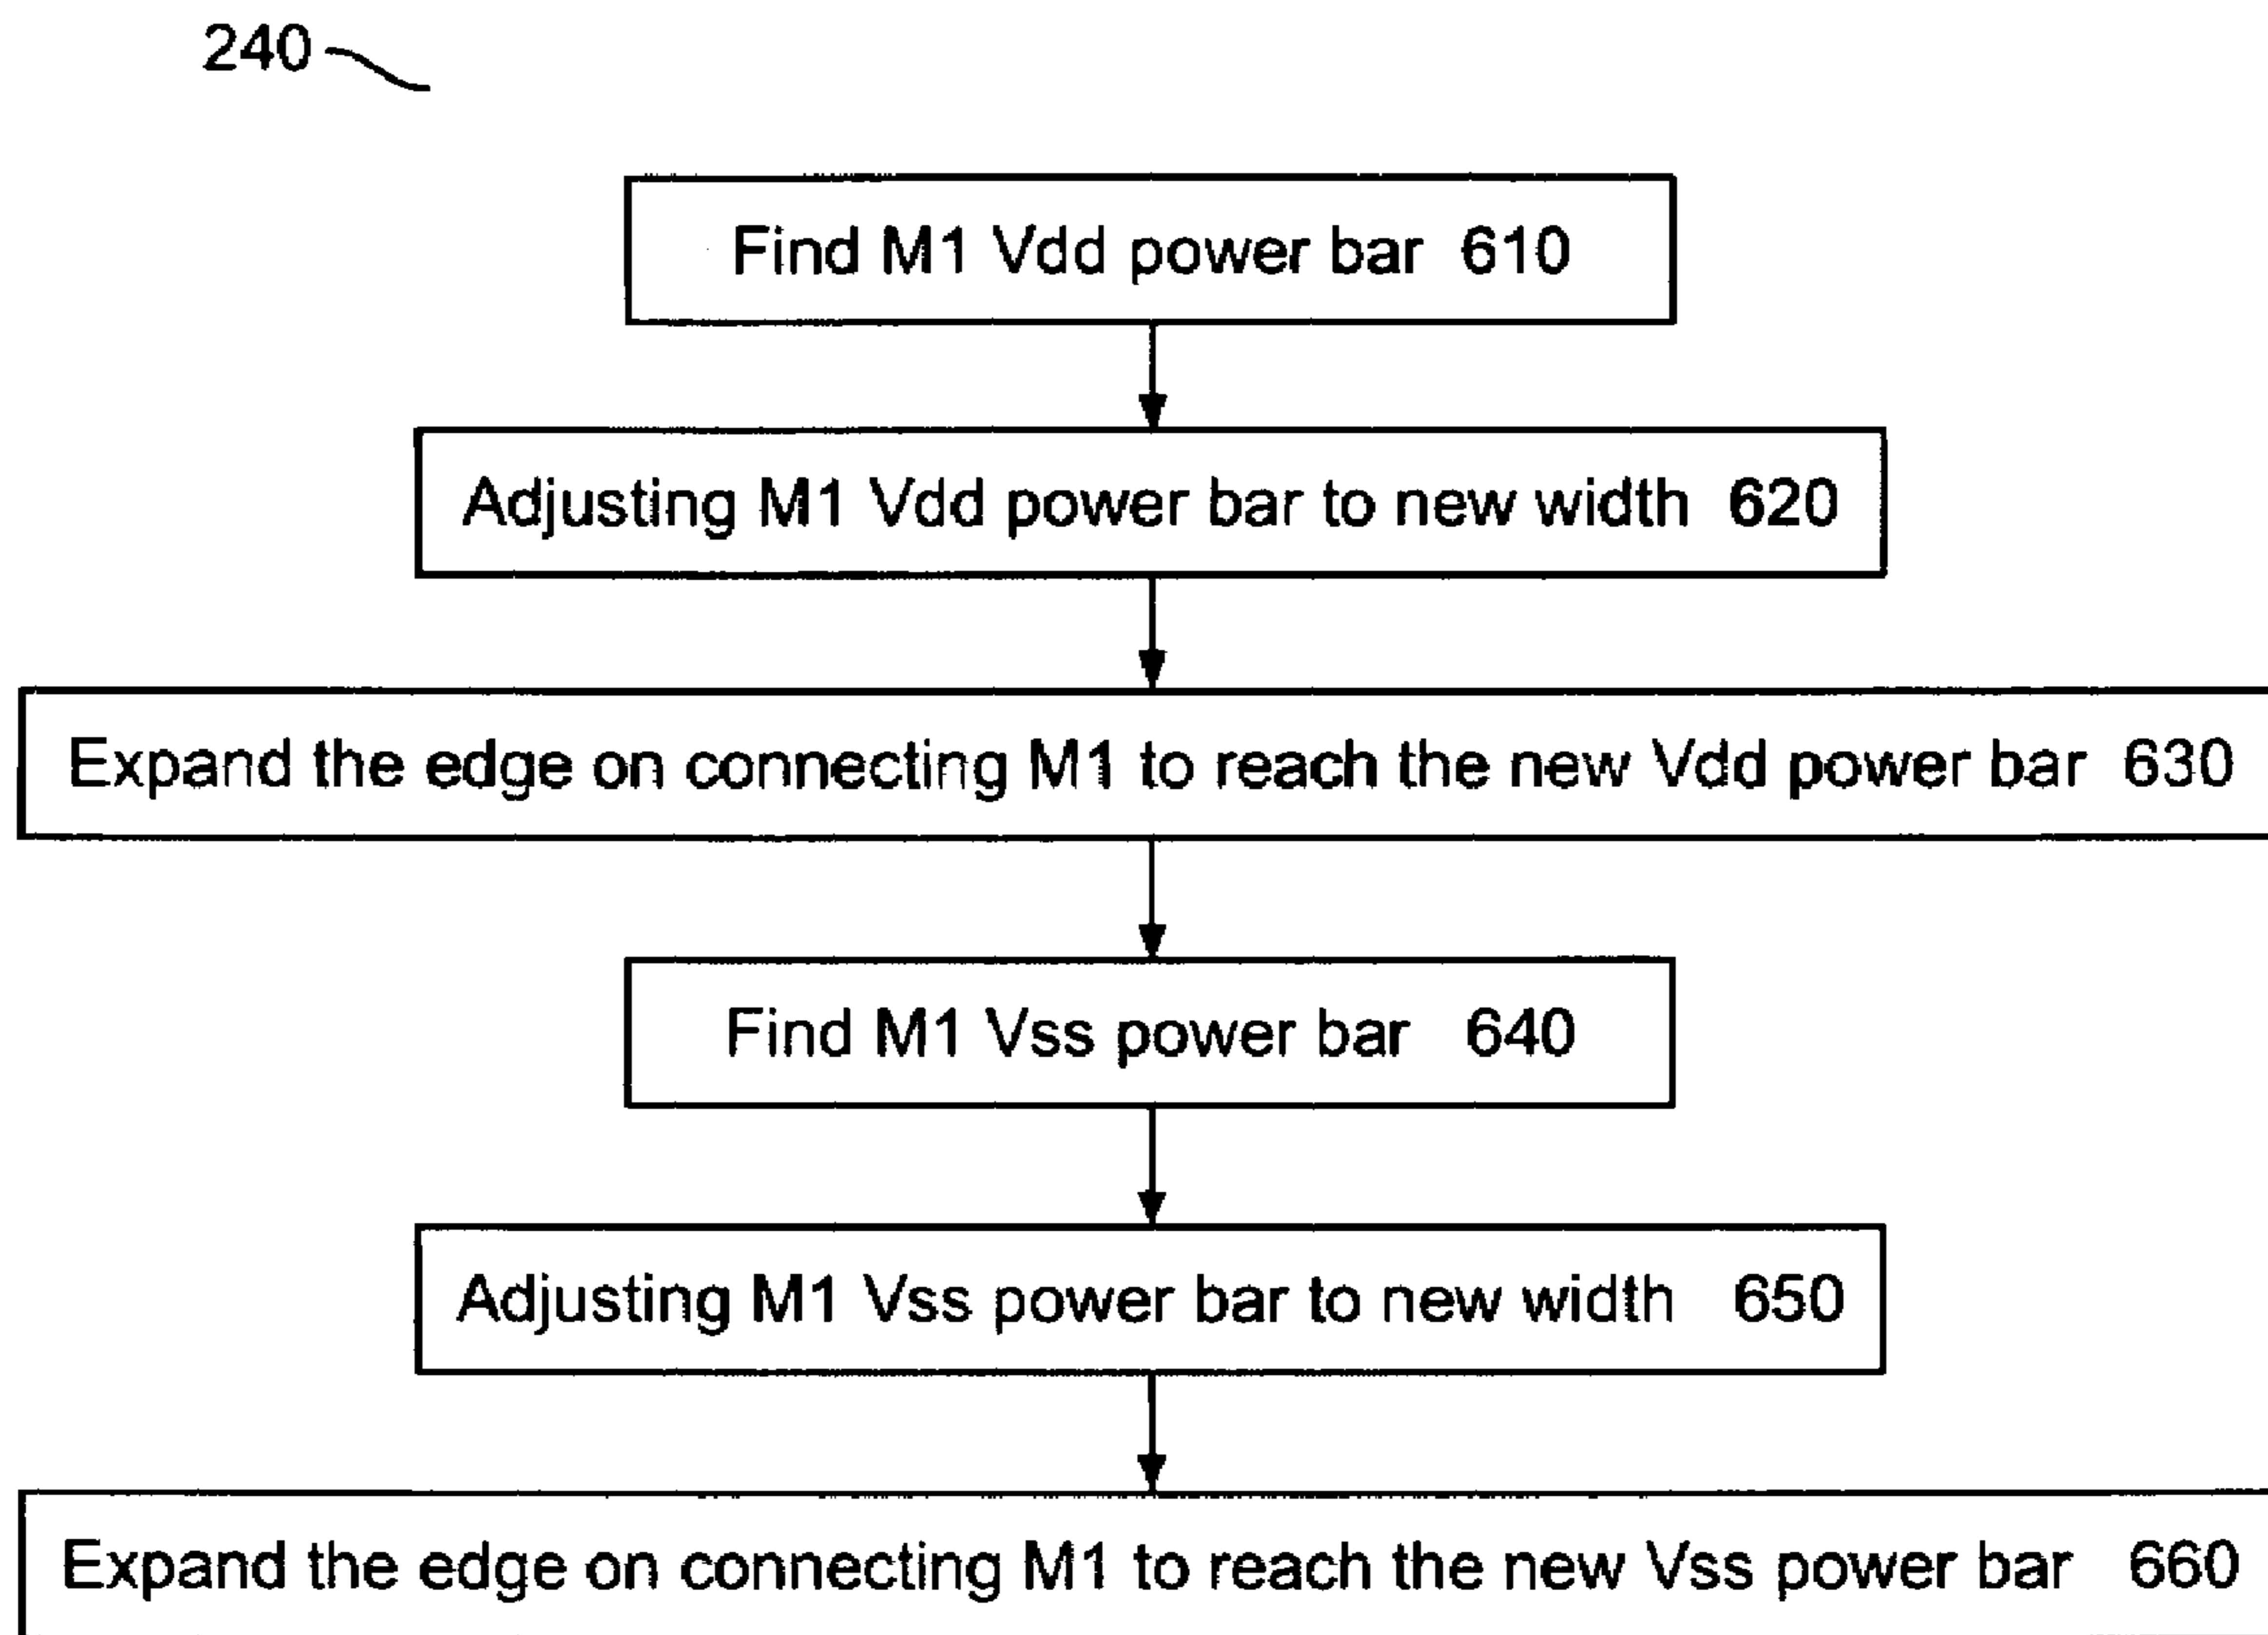 240
Find M1 Vdd power bar 610
Adjusting M1 Vdd power bar to new width 620
Expand the edge on connecting M1 to reach the new Vdd power bar 630
Find M1 Vss power bar 640
Adjusting M1 Vss power bar to new width 650
Expand the edge on connecting M1 to reach the new Vss power bar 660